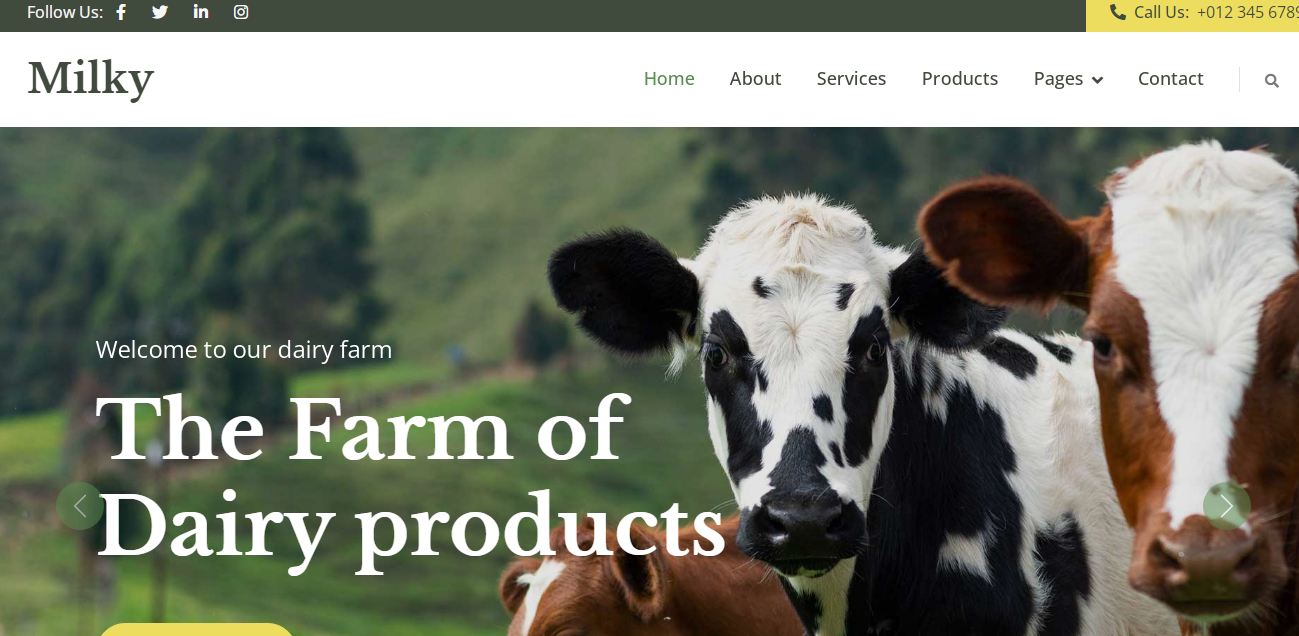 Follow Us:
Call Us: +012 345 6789
Milky
Home About Services Products Pages Contact
Welcome to our dairy farm
The Farm of
Dairy products